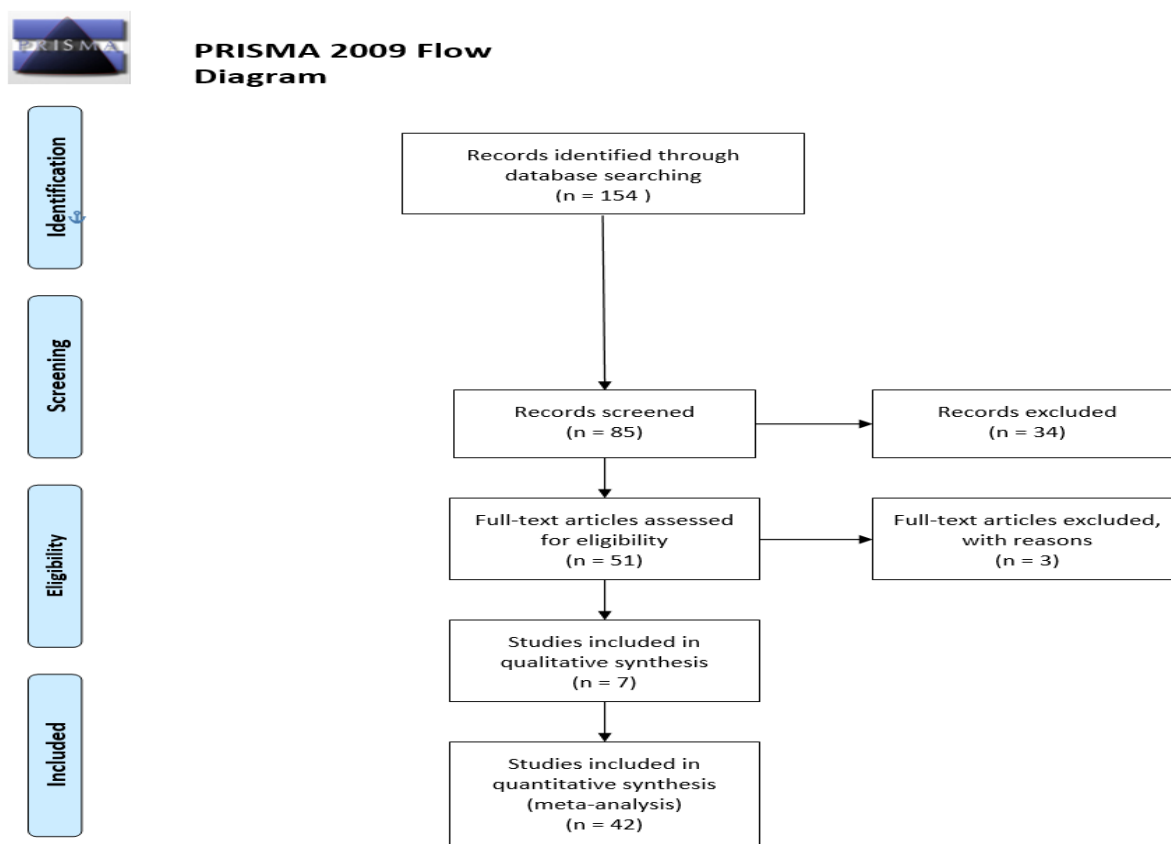 PRISMA
PRISMA 2009 Flow
Diagram
Identification
Records identified through
database searching
(n = 154 )
Screening
Records screened
(n = 85)
Records excluded
(n = 34)
Eligibility
Full-text articles assessed
for eligibility
(n = 51)
Full-text articles excluded,
with reasons
(n = 3)
Studies included in
qualitative synthesis
(n = 7)
Included
Studies included in
quantitative synthesis
(meta-analysis)
(n = 42)